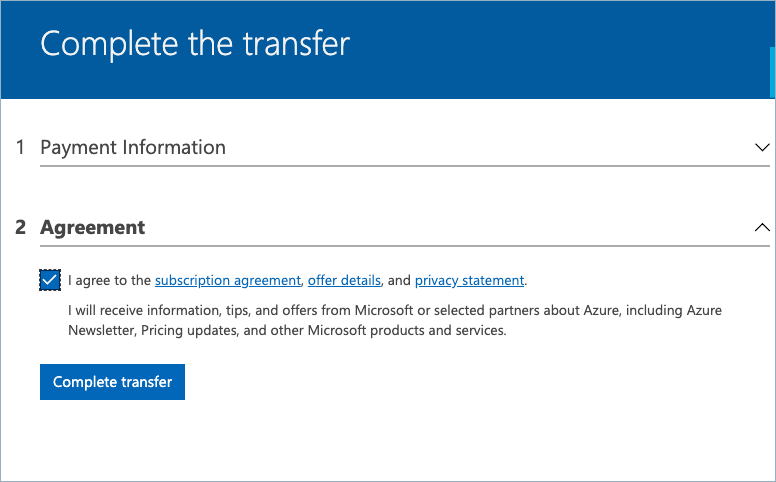 Complete the transfer
1 Payment Information
2 Agreement
I agree to the subscription agreement, offer details, and privacy statement.
I will receive information, tips, and offers from Microsoft or selected partners about Azure, including Azure
Newsletter, Pricing updates, and other Microsoft products and services.
Complete transfer